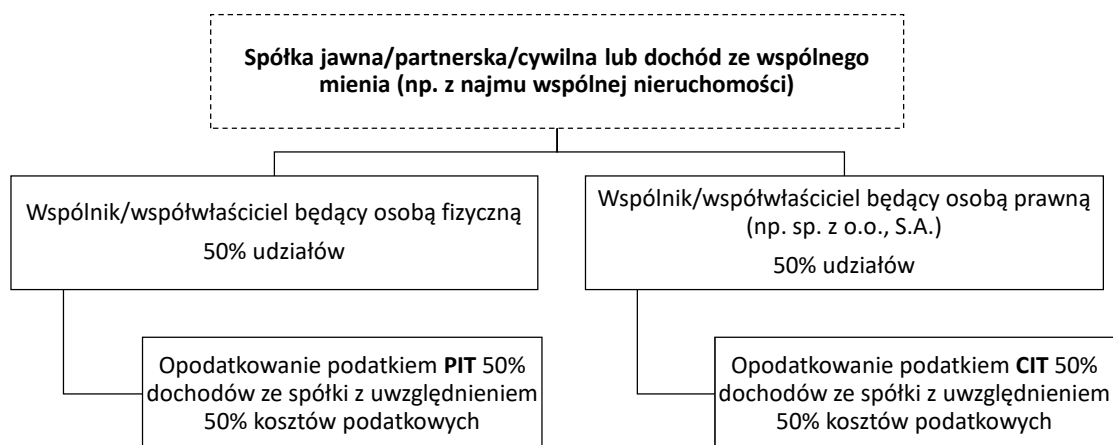 Spółka jawna/partnerska/cywilna lub dochód ze wspólnego
mienia (np. z najmu wspólnej nieruchomości)
Wspólnik/współwłaściciel będący osobą fizyczną
50% udziałów
Wspólnik/współwłaściciel będący osobą prawną
(np. sp. z o.o., S.A.)
50% udziałów
Opodatkowanie podatkiem PIT 50%
dochodów ze spółki z uwzględnieniem
50% kosztów podatkowych
Opodatkowanie podatkiem CIT 50%
dochodów ze spółki z uwzględnieniem
50% kosztów podatkowych